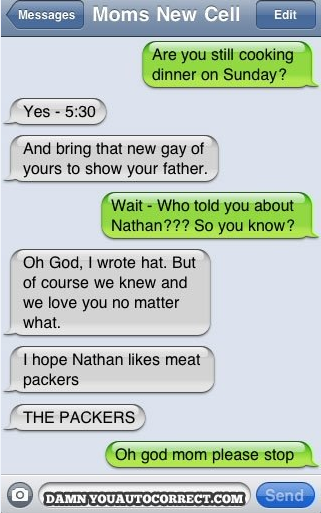 Messages Moms New Cell Edit
Are you still cooking
dinner on Sunday?
Yes - 5:30
And bring that new gay of
yours to show your father.
Wait - Who told you about
Nathan??? So you know?
Oh God, I wrote hat. But
of course we knew and
we love you no matter
what.
I hope Nathan likes meat
packers
THE PACKERS
Oh god mom please stop
DAMNYOUAUTOCORRECT.COM Send